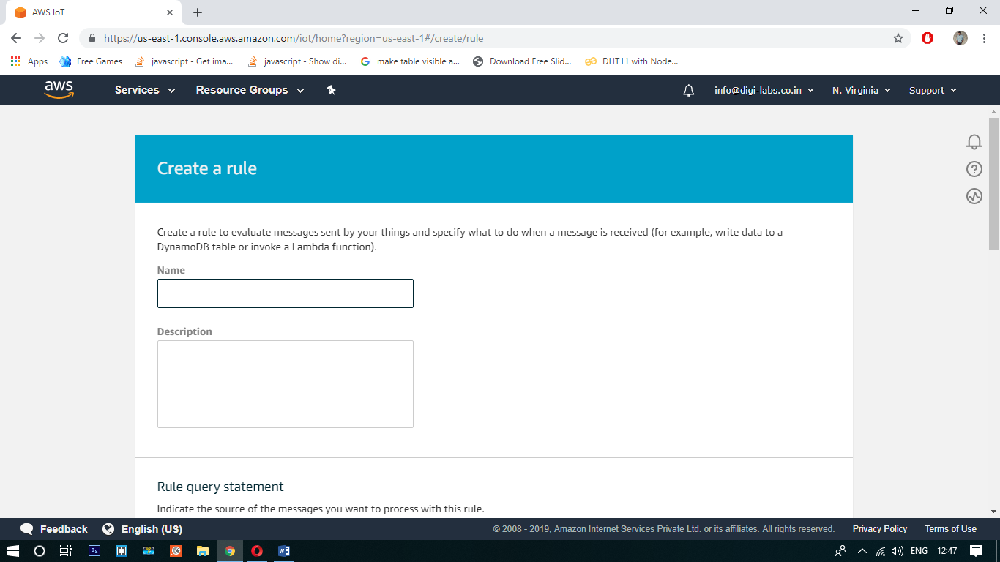 AWS IoT
https://us-east-1.console.aws.amazon.com/iot/home?region=us-east-1#/create/rule
Apps Free Games javascript - Get ima... javascript - Show di... make table visible a... Download Free Slid... DHT11 with Node...
aws Services Resource Groups info@digi-labs.co.in N. Virginia Support
Create a rule
Create a rule to evaluate messages sent by your things and specify what to do when a message is received (for example, write data to a
DynamoDB table or invoke a Lambda function).
Name
Description
Rule query statement
Indicate the source of the messages you want to process with this rule.
Feedback English (US) © 2008 - 2019, Amazon Internet Services Private Ltd. or its affiliates. All rights reserved. Privacy Policy Terms of Use
Ps ENG 12:47